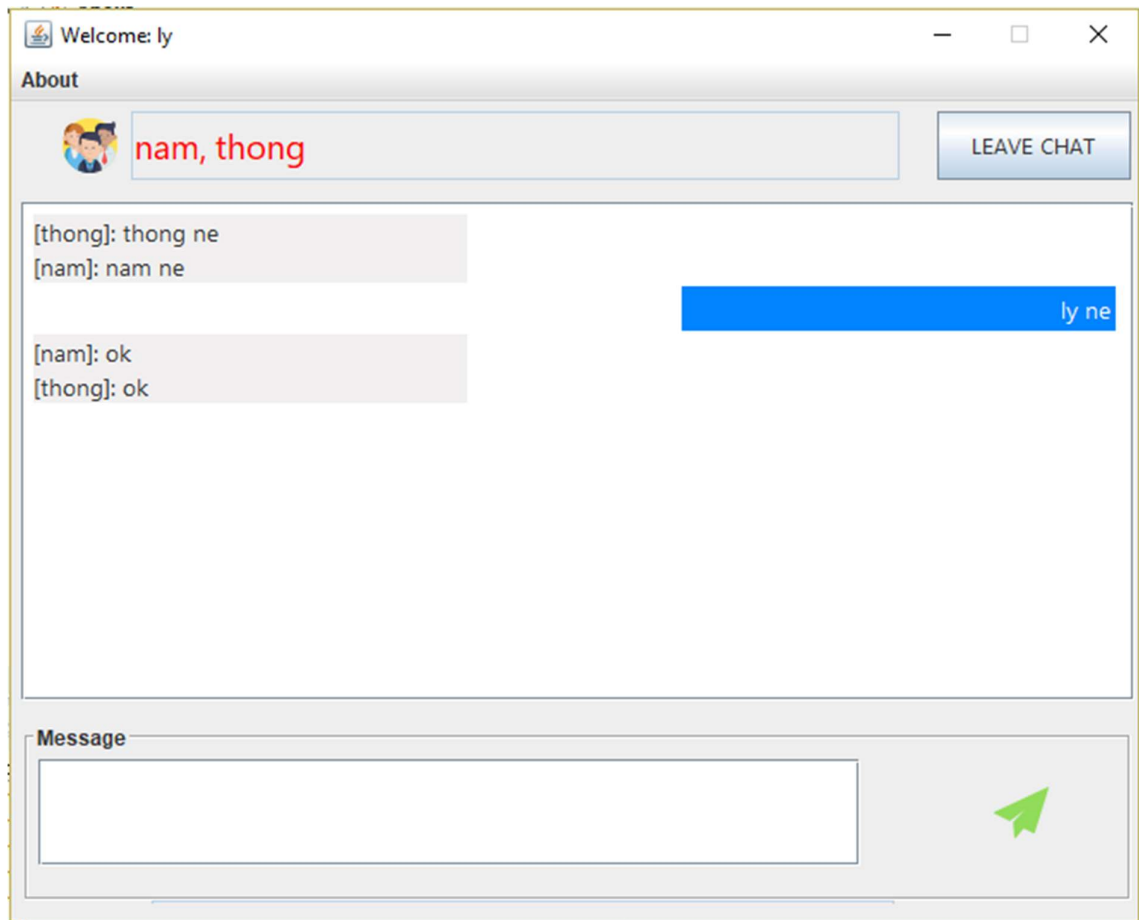 Welcome: ly
About
nam, thong
LEAVE CHAT
[thong]: thong ne
[nam]: nam ne
ly ne
[nam]: ok
[thong]: ok
Message